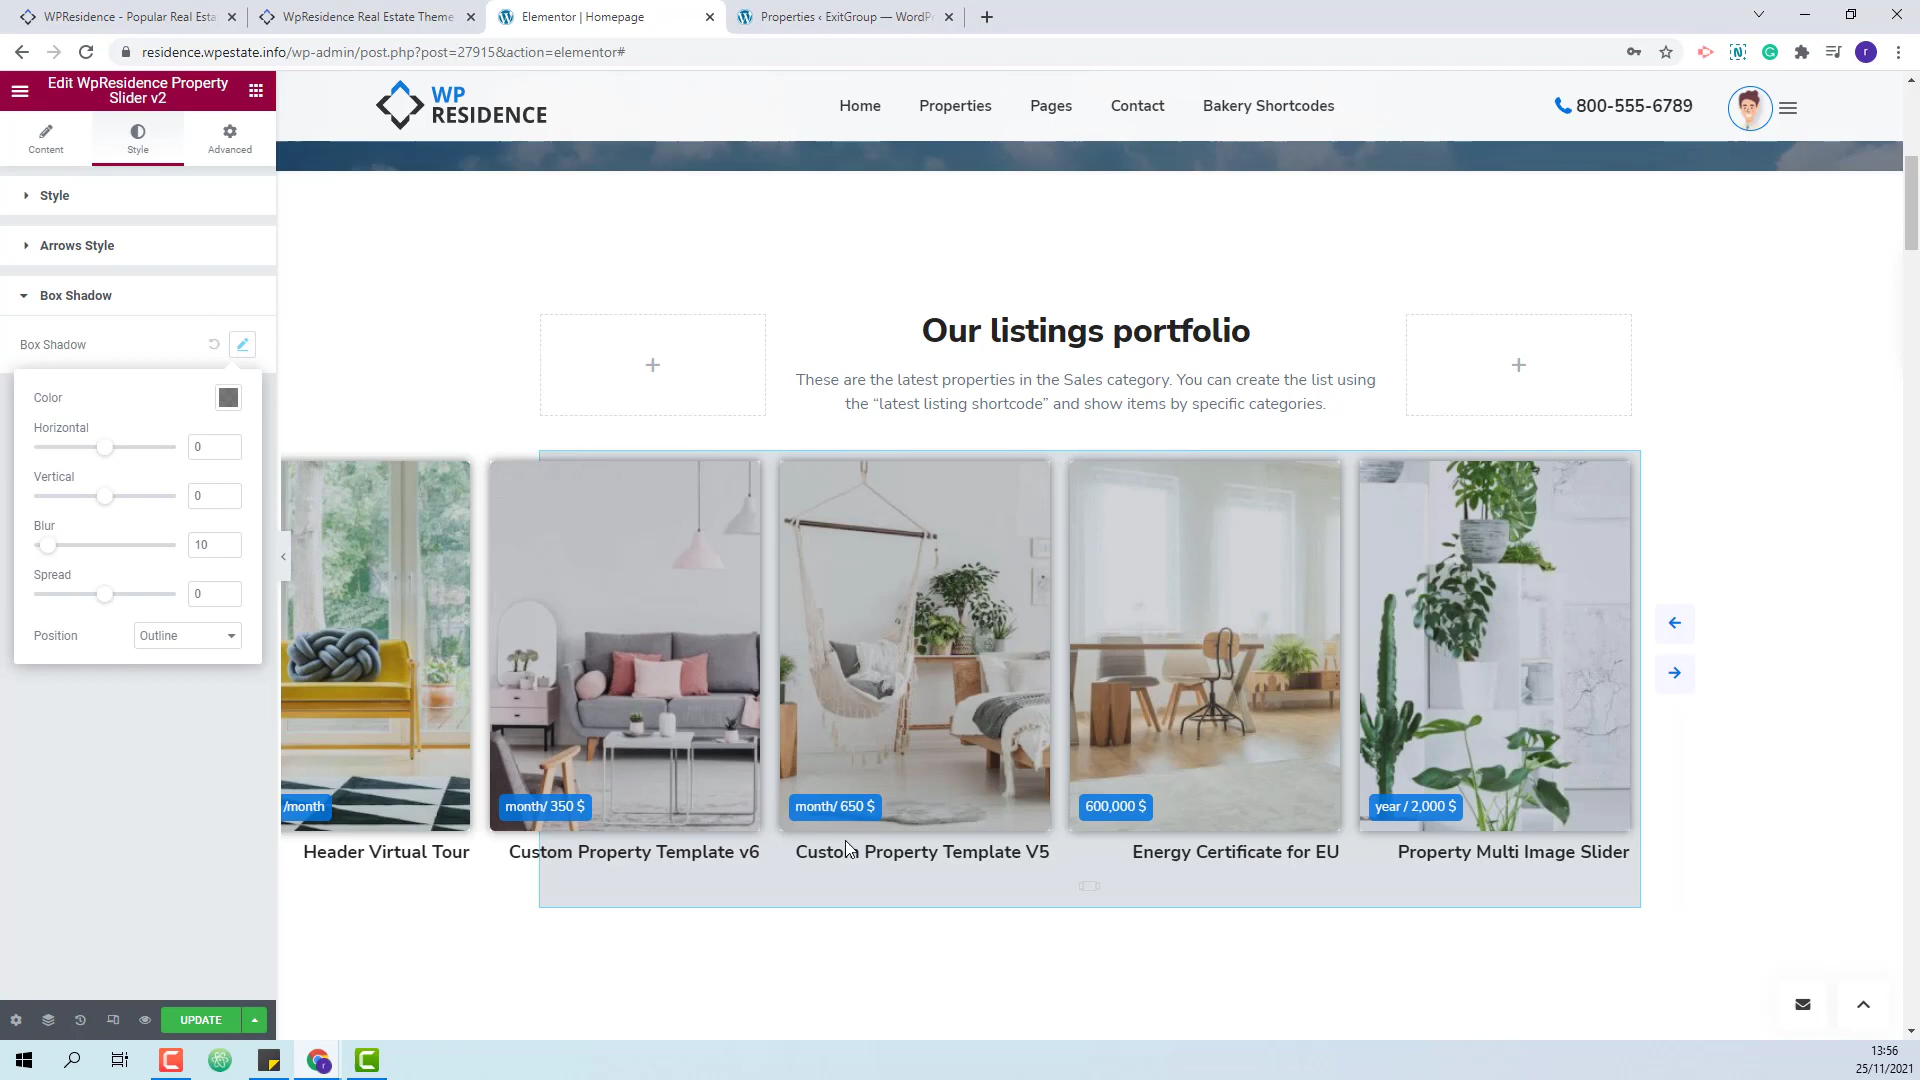 WPResidence - Popular Real Esta
WPResidence Real Estate Theme
Elementor | Homepage
Properties ‹ ExitGroup — WordPr
residence.wpestate.info/wp-admin/post.php?post=27915&action=elementor#
r
Edit WpResidence Property
Slider v2
Content
Style
Advanced
Style
Arrows Style
Box Shadow
Box Shadow
Color
Horizontal
0
Vertical
0
Blur
10
Spread
0
Position
Outline
UPDATE
WP
RESIDENCE
Home
Properties
Pages
Contact
Bakery Shortcodes
800-555-6789
Our listings portfolio
These are the latest properties in the Sales category. You can create the list using
the “latest listing shortcode” and show items by specific categories.
/month
month/ 350 $
month/ 650 $
600,000 $
year / 2,000 $
Header Virtual Tour
Custom Property Template v6
Custom Property Template V5
Energy Certificate for EU
Property Multi Image Slider
13:56
25/11/2021